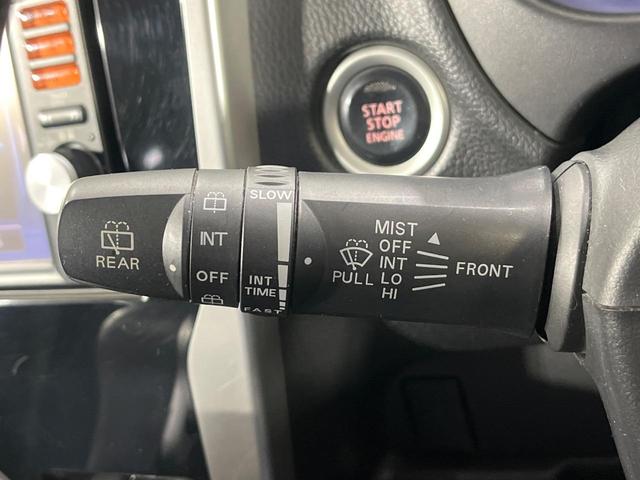 START
STOP
ENGINE
REAR
INT
OFF
SLOW
INT
TIME
FAST
PULL
MIST
OFF
INT
LO
HI
FRONT